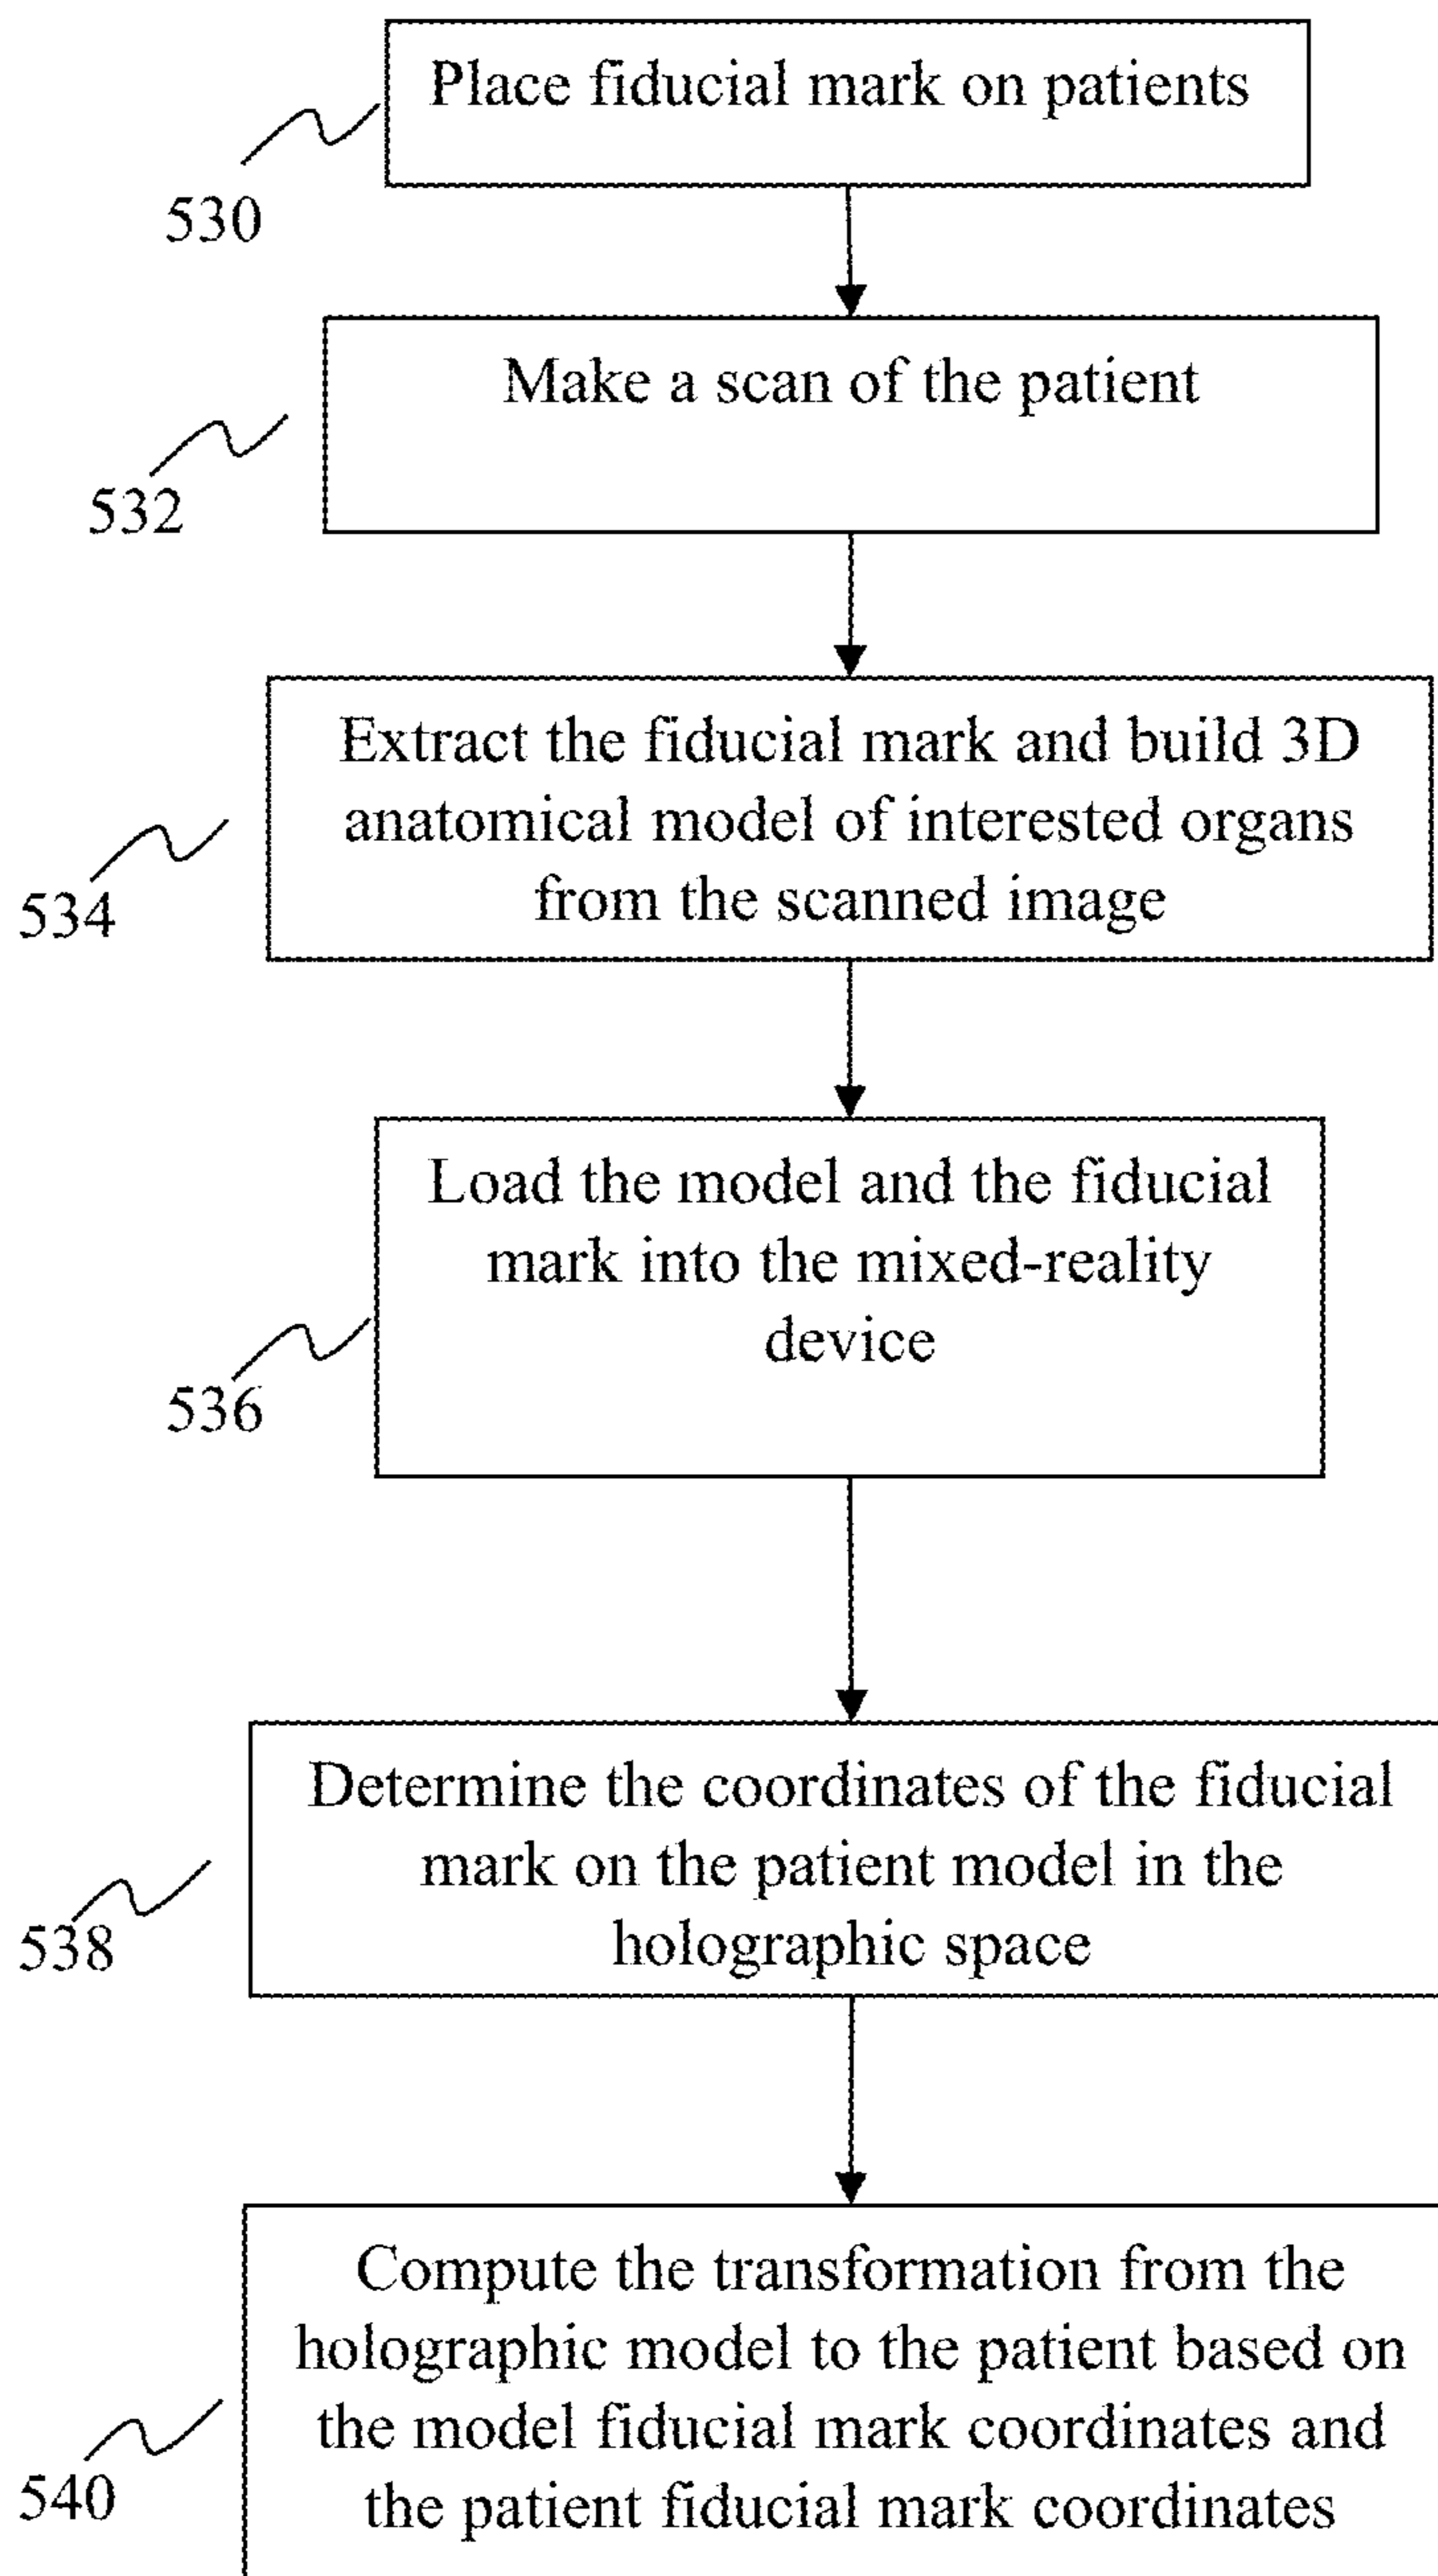 Place fiducial mark on patients
530
Make a scan of the patient
532
Extract the fiducial mark and build 3D
anatomical model of interested organs
from the scanned image
534
Load the model and the fiducial
mark into the mixed-reality
device
536
Determine the coordinates of the fiducial
mark on the patient model in the
holographic space
538
Compute the transformation from the
holographic model to the patient based on
the model fiducial mark coordinates and
the patient fiducial mark coordinates
540